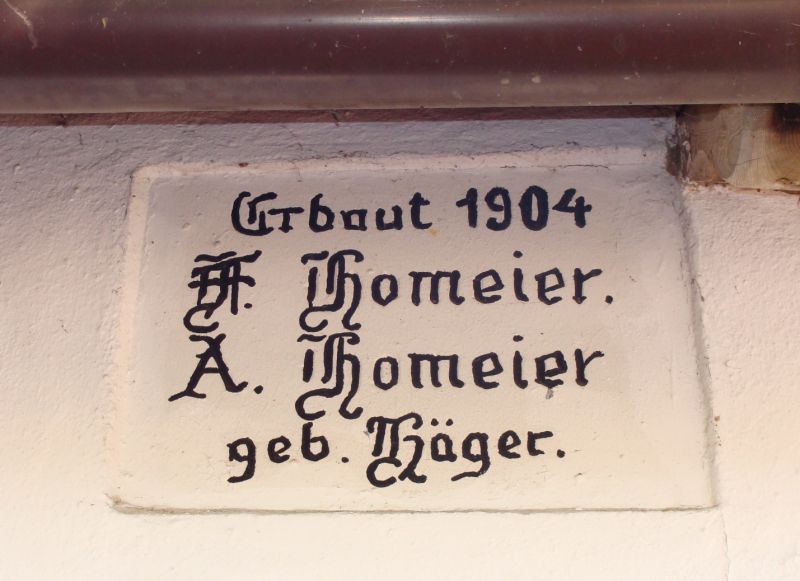 Erbaut 1904
F. Homeier.
A. Homeier
geb. Häger.